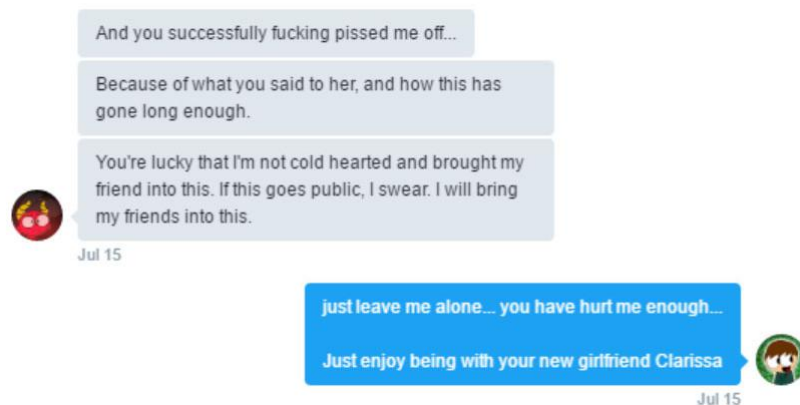 And you successfully fucking pissed me off...
Because of what you said to her, and how this has
gone long enough.
You're lucky that I'm not cold hearted and brought my
friend into this. If this goes public, I swear. I will bring
my friends into this.
Jul 15
just leave me alone... you have hurt me enough...
Just enjoy being with your new girlfriend Clarissa
Jul 15